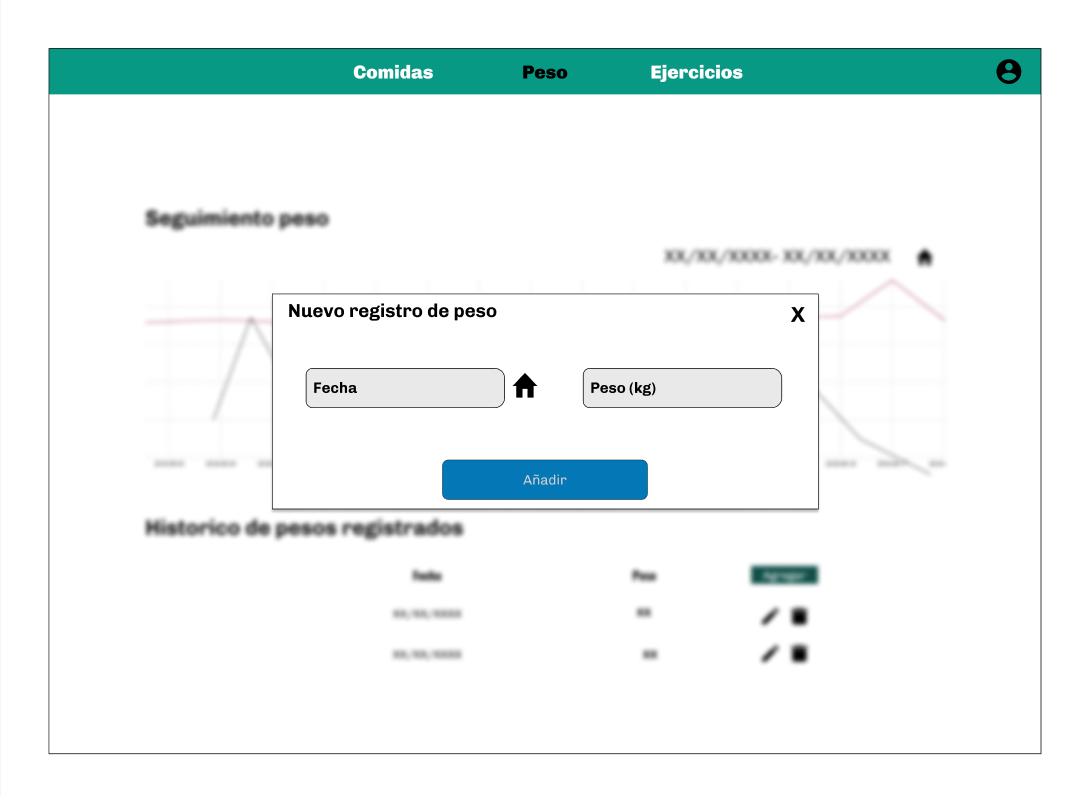 Comidas Peso Ejercicios
Seguimiento peso
XX/XX/XXXX- XX/XX/XXXX
Nuevo registro de peso X
Fecha Peso (kg)
Añadir
Historico de pesos registrados
Fecha Peso Agregar
XX/XX/XXXX XX
XX/XX/XXXX XX